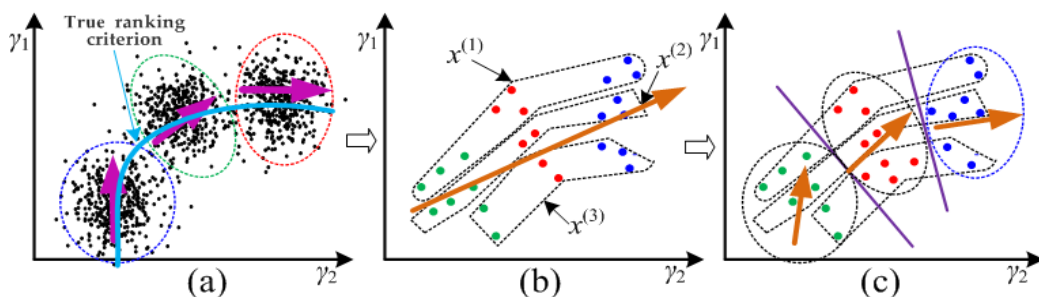 True ranking
criterion
γ₁
γ₂
(a)
γ₁
x⁽¹⁾
x⁽²⁾
x⁽³⁾
γ₂
(b)
γ₁
γ₂
(c)